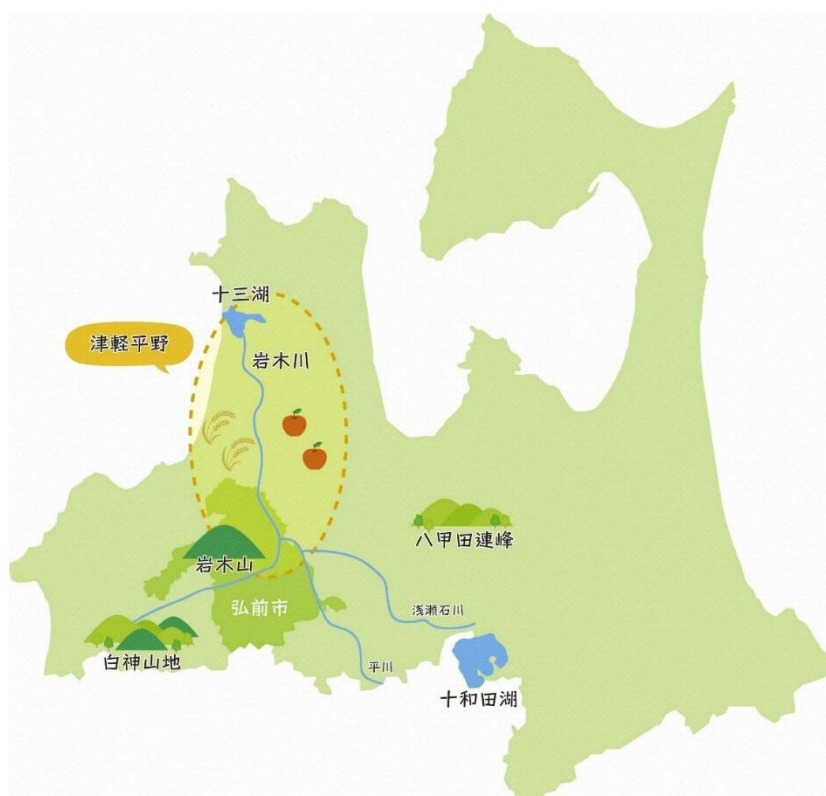 十三湖
津軽平野
岩木川
八甲田連峰
岩木山
弘前市
浅瀬石川
白神山地
平川
十和田湖